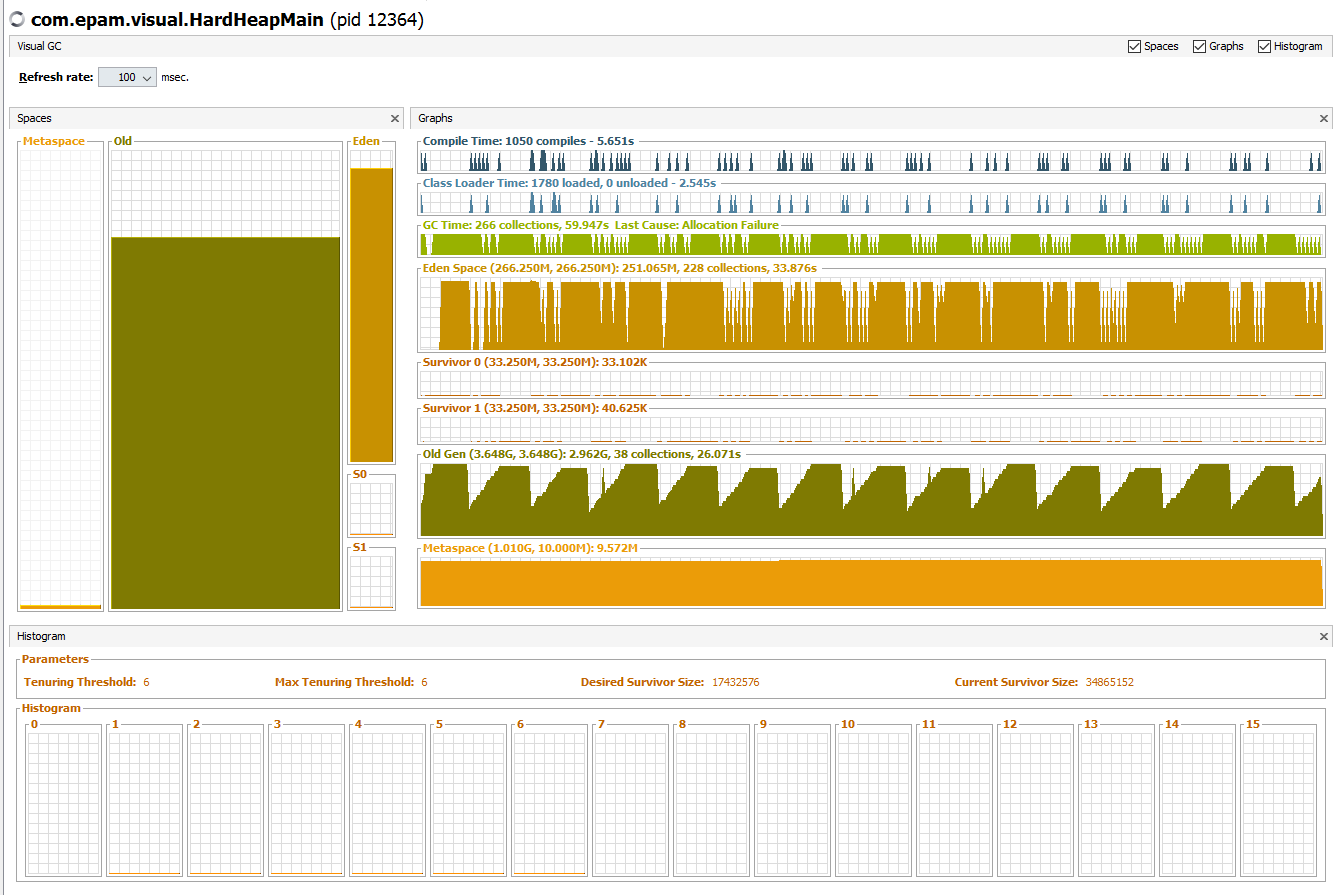 com.epam.visual.HardHeapMain (pid 12364)
Visual GC Spaces Graphs Histogram
Refresh rate: 100 msec.
Spaces
Metaspace Old Eden
S0
S1
Graphs
Compile Time: 1050 compiles - 5.651s
Class Loader Time: 1780 loaded, 0 unloaded - 2.545s
GC Time: 266 collections, 59.947s Last Cause: Allocation Failure
Eden Space (266.250M, 266.250M): 251.065M, 228 collections, 33.876s
Survivor 0 (33.250M, 33.250M): 33.102K
Survivor 1 (33.250M, 33.250M): 40.625K
Old Gen (3.648G, 3.648G): 2.962G, 38 collections, 26.071s
Metaspace (1.010G, 10.000M): 9.572M
Histogram
Parameters
Tenuring Threshold: 6 Max Tenuring Threshold: 6 Desired Survivor Size: 17432576 Current Survivor Size: 34865152
Histogram
0 1 2 3 4 5 6 7 8 9 10 11 12 13 14 15